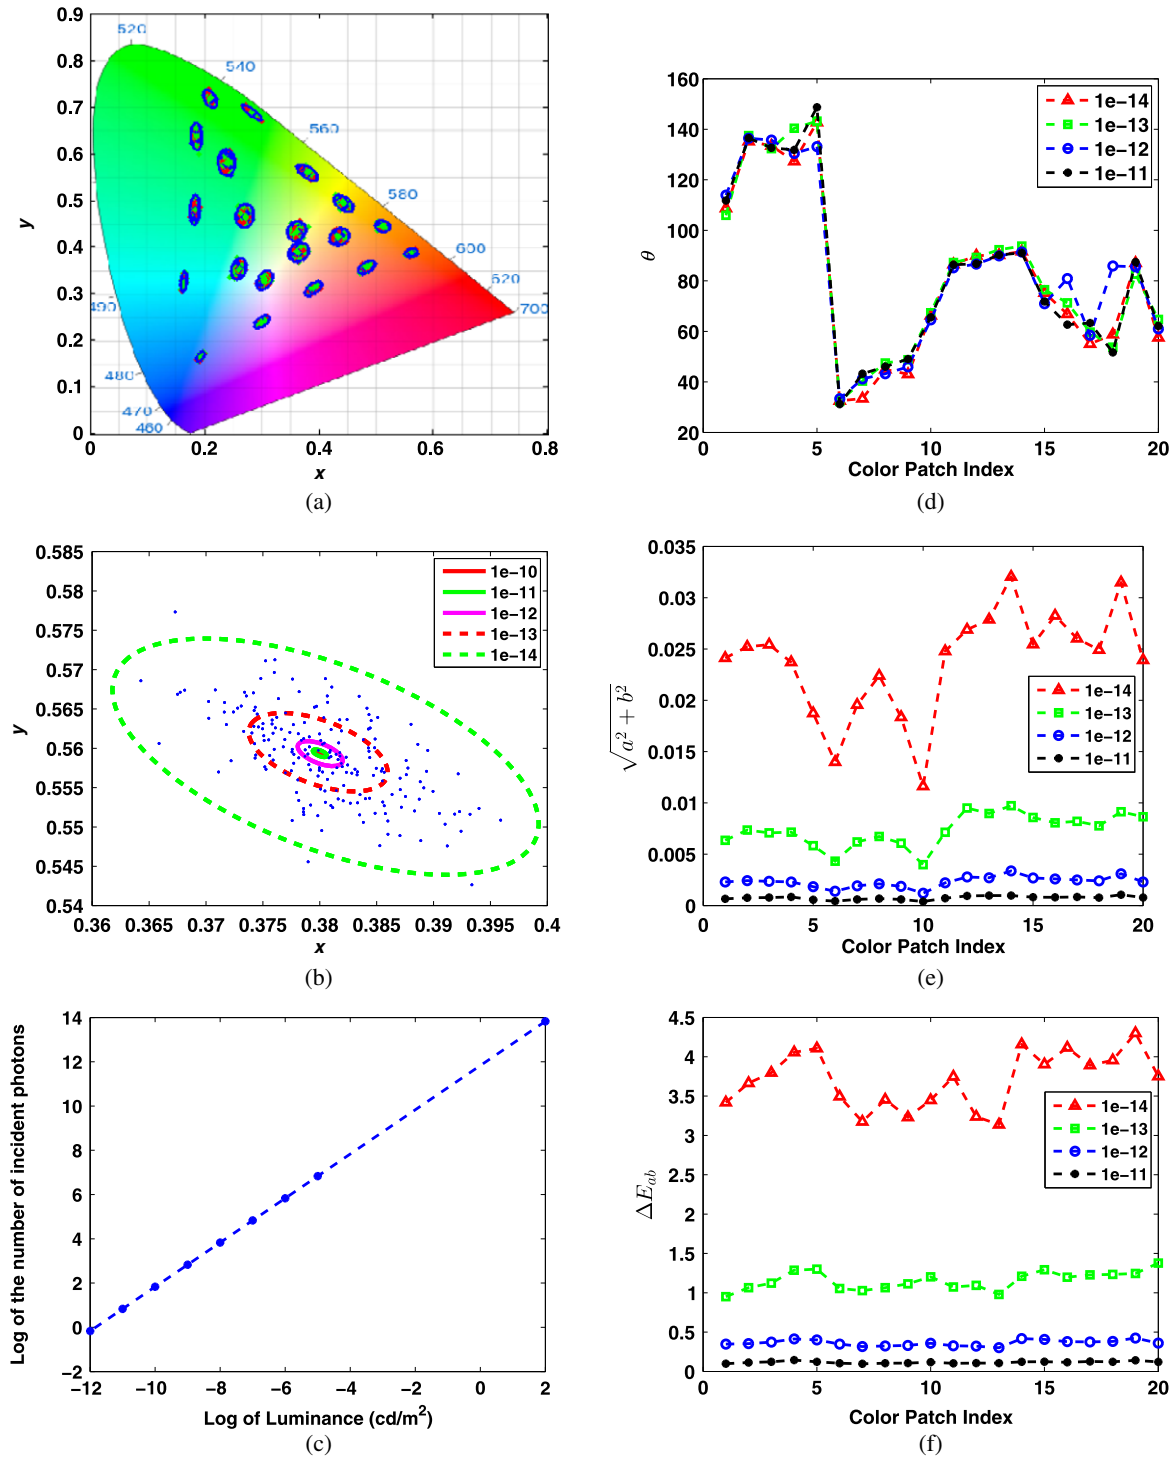 0.9
0.8
0.7
0.6
0.5
0.4
0.3
0.2
0.1
0
y
520
540
560
580
600
520
700
490
480
470
460
0 0.2 0.4 0.6 0.8
x
(a)
160
140
120
100
80
60
40
20
θ
1e−14
1e−13
1e−12
1e−11
0 5 10 15 20
Color Patch Index
(d)
0.585
0.58
0.575
0.57
0.565
0.56
0.555
0.55
0.545
0.54
y
1e−10
1e−11
1e−12
1e−13
1e−14
0.36 0.365 0.37 0.375 0.38 0.385 0.39 0.395 0.4
x
(b)
0.035
0.03
0.025
0.02
0.015
0.01
0.005
0
√a² + b²
1e−14
1e−13
1e−12
1e−11
0 5 10 15 20
Color Patch Index
(e)
14
12
10
8
6
4
2
0
−2
Log of the number of incident photons
−12 −10 −8 −6 −4 −2 0 2
Log of Luminance (cd/m²)
(c)
4.5
4
3.5
3
2.5
2
1.5
1
0.5
0
ΔE_ab
1e−14
1e−13
1e−12
1e−11
0 5 10 15 20
Color Patch Index
(f)